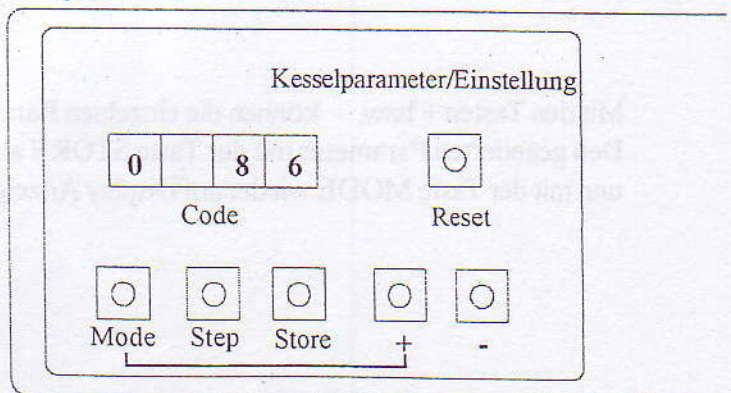 Kesselparameter/Einstellung
0 8 6
Code
Reset
Mode Step Store + -